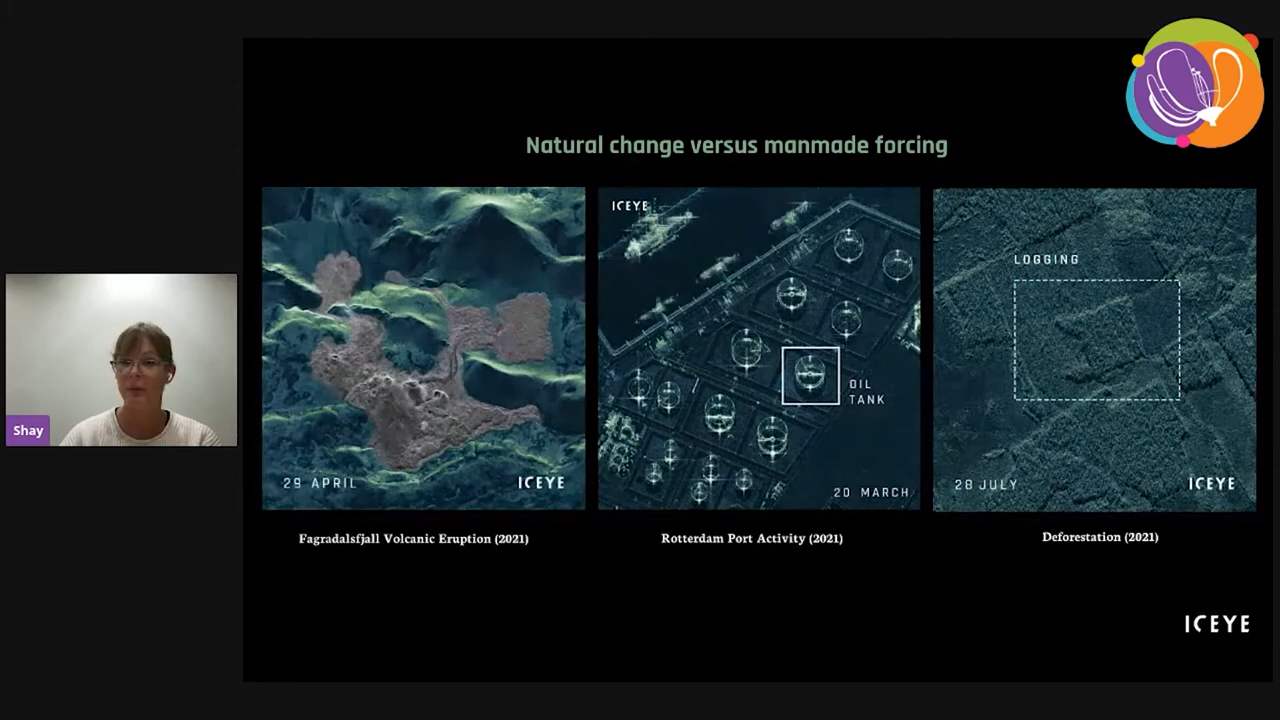 Natural change versus manmade forcing
ICEYE
LOGGING
OIL
TANK
29 APRIL
ICEYE
20 MARCH
28 JULY
ICEYE
Fagradalsfjall Volcanic Eruption (2021)
Rotterdam Port Activity (2021)
Deforestation (2021)
Shay
ICEYE